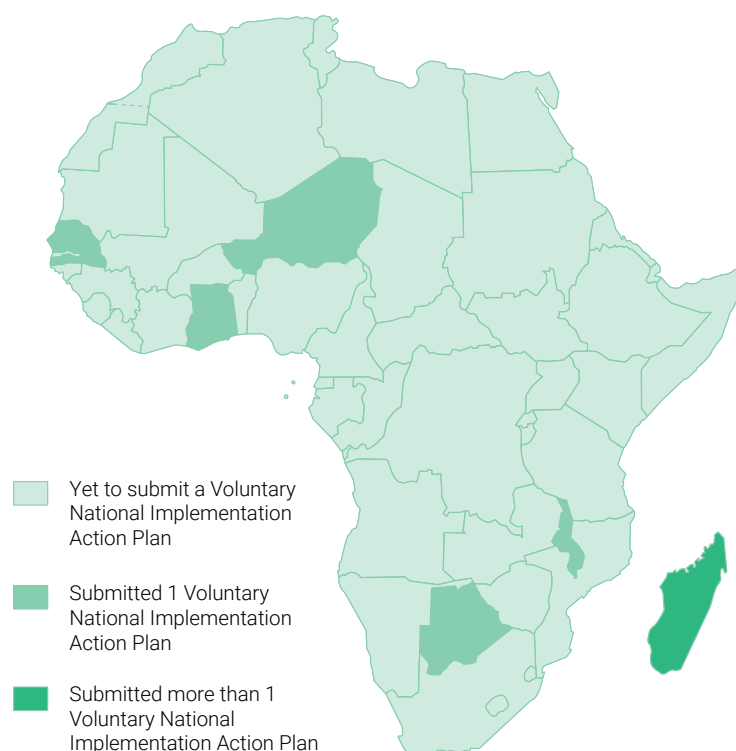 Yet to submit a Voluntary
National Implementation
Action Plan
Submitted 1 Voluntary
National Implementation
Action Plan
Submitted more than 1
Voluntary National
Implementation Action Plan